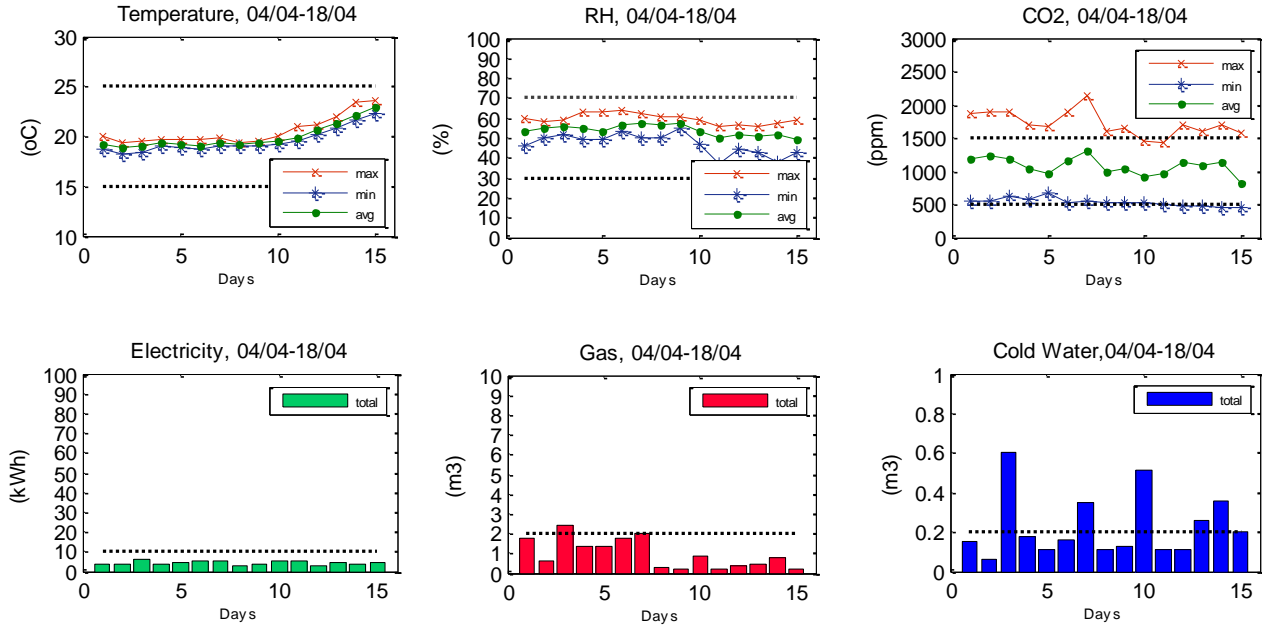 Temperature, 04/04-18/04
30
25
20
15
10
(oC)
max
min
avg
0 5 10 15
Days
RH, 04/04-18/04
100
90
80
70
60
50
40
30
20
10
0
(%)
max
min
avg
0 5 10 15
Days
CO2, 04/04-18/04
3000
2500
2000
1500
1000
500
0
(ppm)
max
min
avg
0 5 10 15
Days
Electricity, 04/04-18/04
100
90
80
70
60
50
40
30
20
10
0
(kWh)
total
0 5 10 15
Days
Gas, 04/04-18/04
10
9
8
7
6
5
4
3
2
1
0
(m3)
total
0 5 10 15
Days
Cold Water,04/04-18/04
1
0.8
0.6
0.4
0.2
0
(m3)
total
0 5 10 15
Days